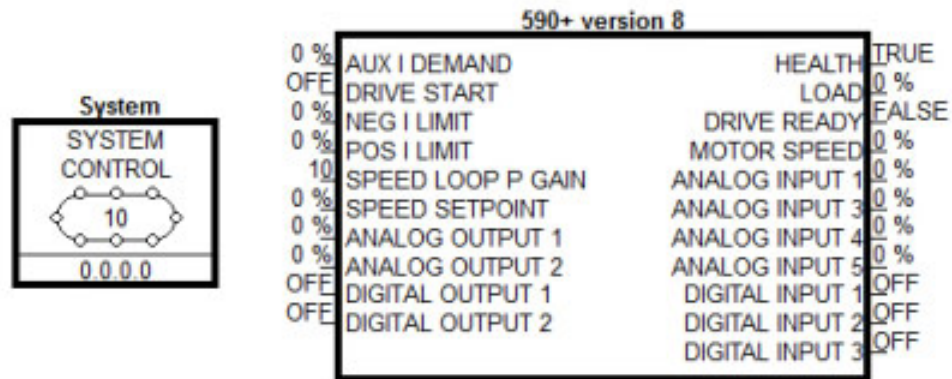 590+ version 8
0 % AUX I DEMAND HEALTH TRUE
OFF DRIVE START LOAD 0 %
0 % NEG I LIMIT DRIVE READY FALSE
0 % POS I LIMIT MOTOR SPEED 0 %
10 SPEED LOOP P GAIN ANALOG INPUT 1 0 %
0 % SPEED SETPOINT ANALOG INPUT 3 0 %
0 % ANALOG OUTPUT 1 ANALOG INPUT 4 0 %
0 % ANALOG OUTPUT 2 ANALOG INPUT 5 0 %
OFF DIGITAL OUTPUT 1 DIGITAL INPUT 1 OFF
OFF DIGITAL OUTPUT 2 DIGITAL INPUT 2 OFF
DIGITAL INPUT 3 OFF
System
SYSTEM
CONTROL
10
0.0.0.0